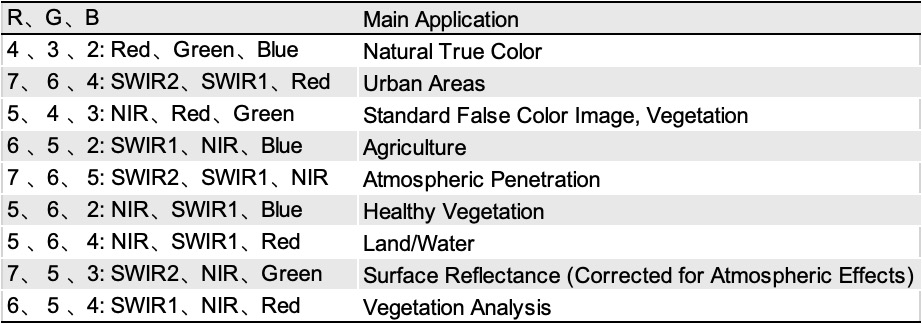 R、G、B Main Application
4 、3 、2: Red、Green、Blue Natural True Color
7、 6 、4: SWIR2、SWIR1、Red Urban Areas
5、 4 、3: NIR、Red、Green Standard False Color Image, Vegetation
6 、5 、2: SWIR1、NIR、Blue Agriculture
7 、6、 5: SWIR2、SWIR1、NIR Atmospheric Penetration
5、 6、 2: NIR、SWIR1、Blue Healthy Vegetation
5 、6、 4: NIR、SWIR1、Red Land/Water
7、 5 、3: SWIR2、NIR、Green Surface Reflectance (Corrected for Atmospheric Effects)
6、 5 、4: SWIR1、NIR、Red Vegetation Analysis